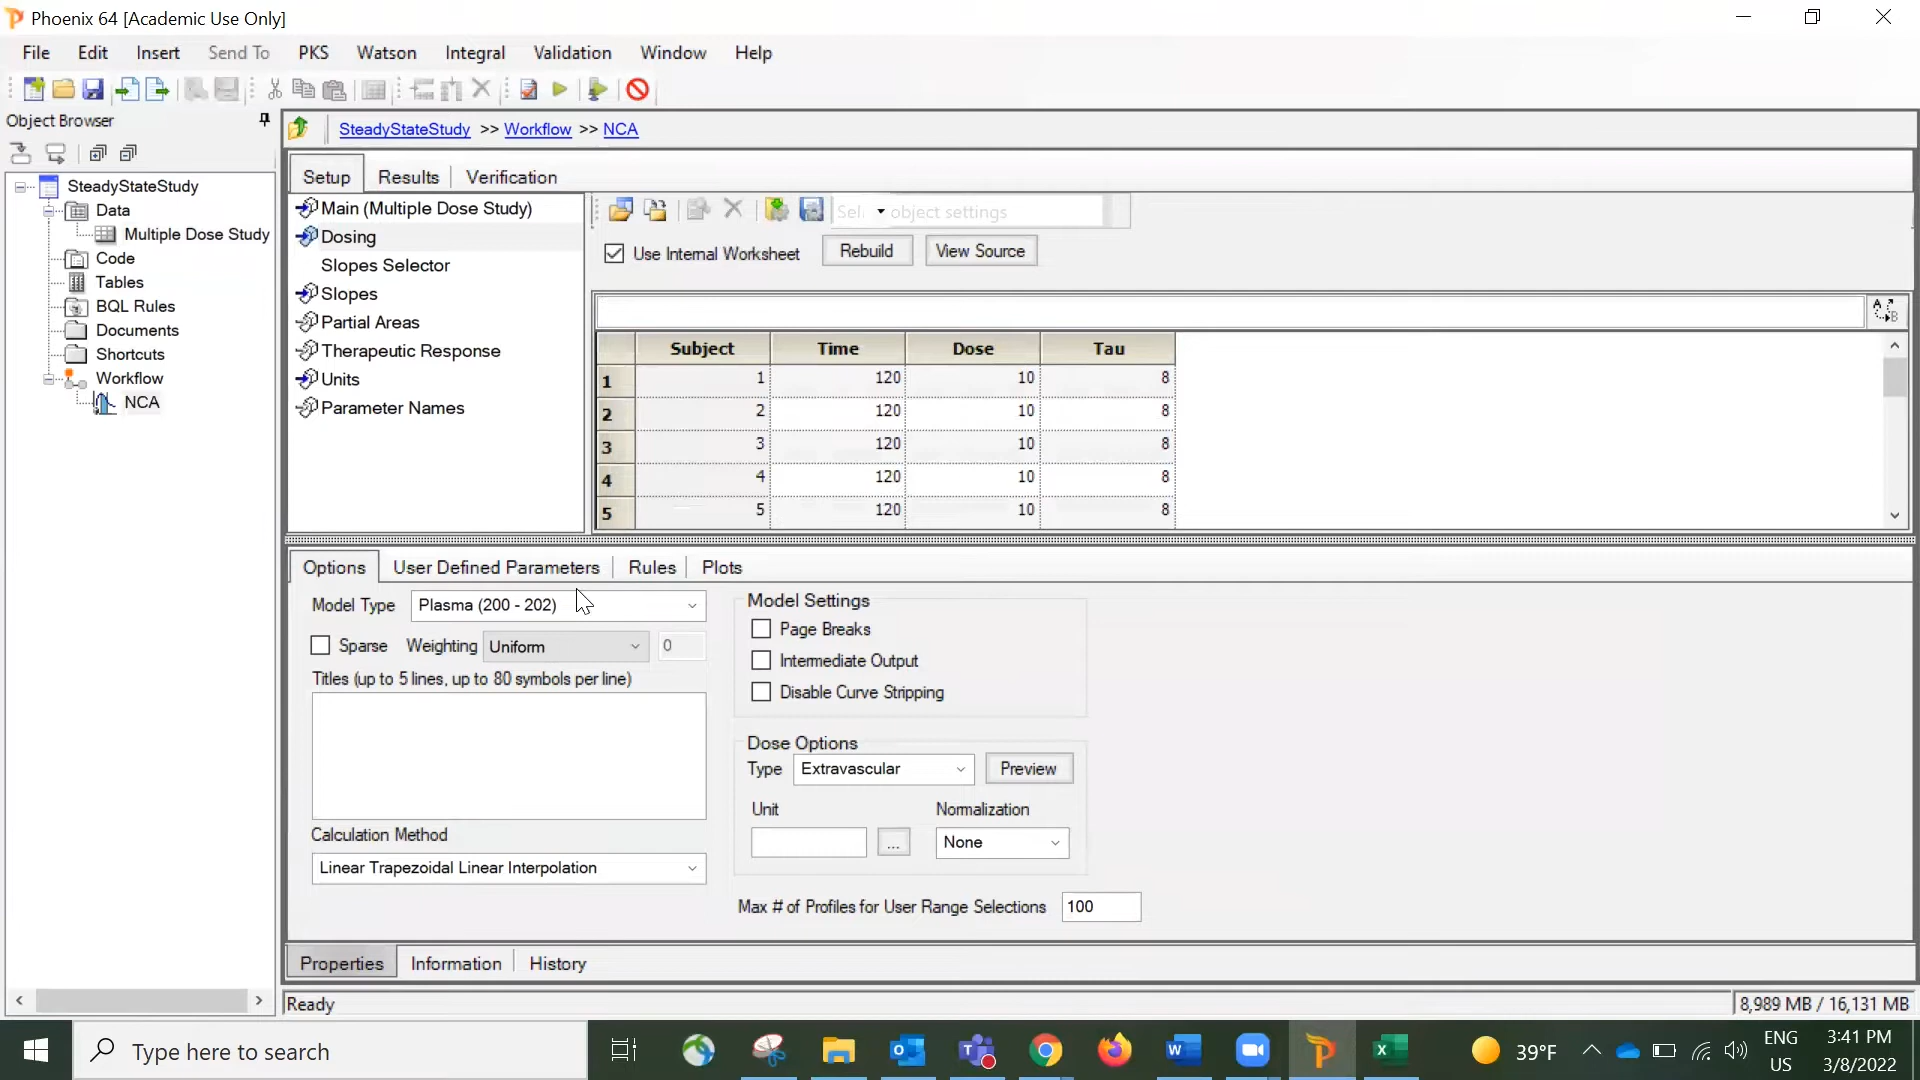 Phoenix 64 [Academic Use Only]
File Edit Insert Send To PKS Watson Integral Validation Window Help
Object Browser
SteadyStateStudy >> Workflow >> NCA
SteadyStateStudy
Data
Multiple Dose Study
Code
Tables
BQL Rules
Documents
Shortcuts
Workflow
NCA
Setup Results Verification
Main (Multiple Dose Study)
Dosing
Slopes Selector
Slopes
Partial Areas
Therapeutic Response
Units
Parameter Names
Sel object settings
Use Internal Worksheet Rebuild View Source
Subject Time Dose Tau
1 1 120 10 8
2 2 120 10 8
3 3 120 10 8
4 4 120 10 8
5 5 120 10 8
Options User Defined Parameters Rules Plots
Model Type Plasma (200 - 202)
Sparse Weighting Uniform 0
Titles (up to 5 lines, up to 80 symbols per line)
Calculation Method
Linear Trapezoidal Linear Interpolation
Model Settings
Page Breaks
Intermediate Output
Disable Curve Stripping
Dose Options
Type Extravascular Preview
Unit Normalization
... None
Max # of Profiles for User Range Selections 100
Properties Information History
Ready 8,989 MB / 16,131 MB
Type here to search
39°F
ENG
US
3:41 PM
3/8/2022